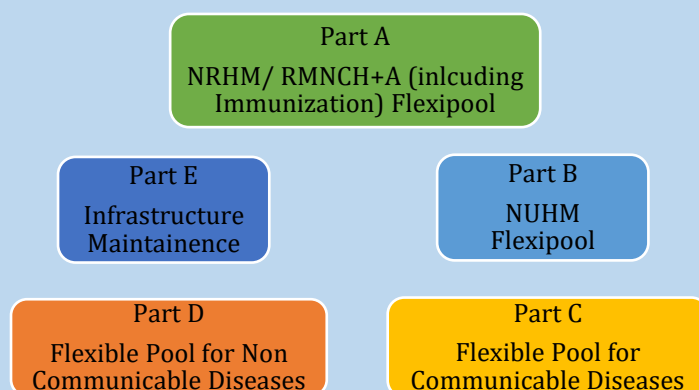 Part A
NRHM/ RMNCH+A (inlcuding
Immunization) Flexipool
Part E
Infrastructure
Maintainence
Part B
NUHM
Flexipool
Part D
Flexible Pool for Non
Communicable Diseases
Part C
Flexible Pool for
Communicable Diseases